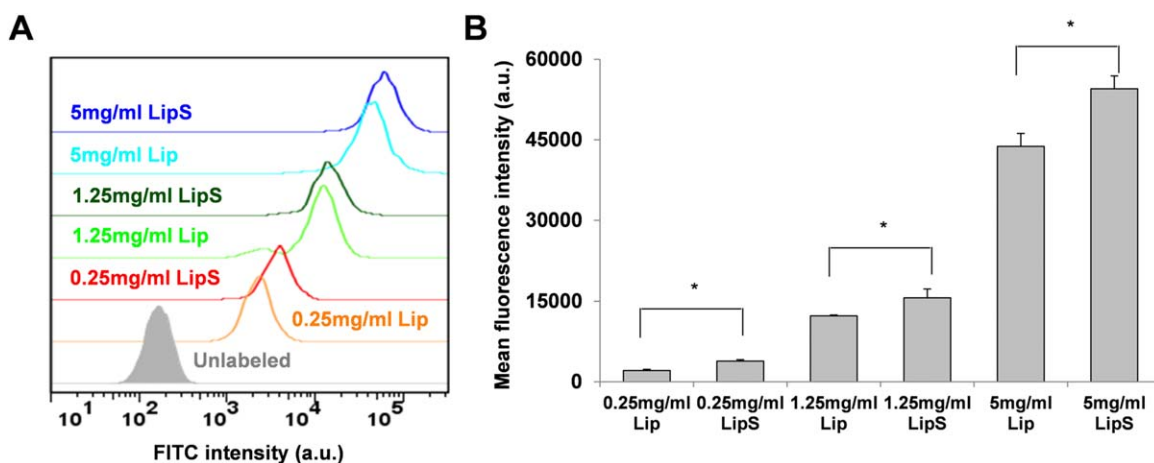 A
5mg/ml LipS
5mg/ml Lip
1.25mg/ml LipS
1.25mg/ml Lip
0.25mg/ml LipS
0.25mg/ml Lip
Unlabeled
10¹ 10² 10³ 10⁴ 10⁵
FITC intensity (a.u.)
B
Mean fluorescence intensity (a.u.)
60000
45000
30000
15000
0
*
*
*
0.25mg/ml 0.25mg/ml 1.25mg/ml 1.25mg/ml 5mg/ml 5mg/ml
Lip LipS Lip LipS Lip LipS